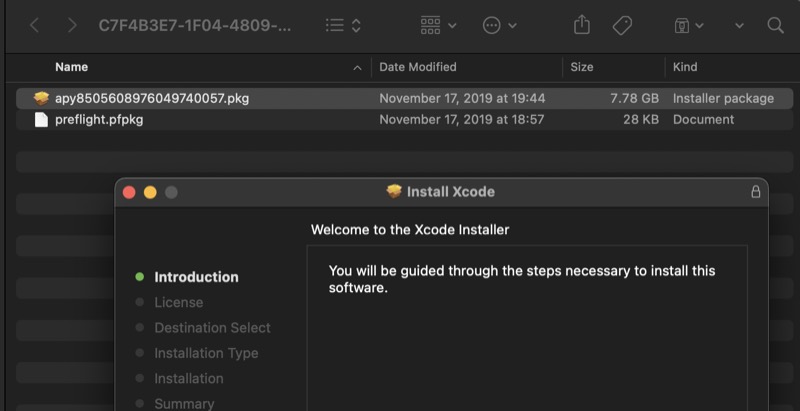 C7F4B3E7-1F04-4809-...
Name Date Modified Size Kind
apy8505608976049740057.pkg November 17, 2019 at 19:44 7.78 GB Installer package
preflight.pfpkg November 17, 2019 at 18:57 28 KB Document
Install Xcode
Welcome to the Xcode Installer
Introduction
License
Destination Select
Installation Type
Installation
Summary
You will be guided through the steps necessary to install this
software.